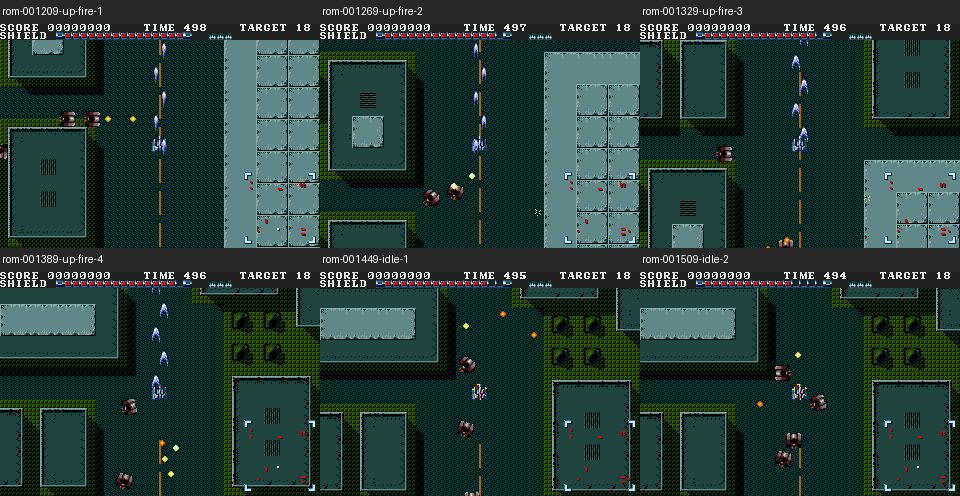 rom-001209-up-fire-1
SCORE 00000000 TIME 498 TARGET 18
SHIELD
rom-001269-up-fire-2
SCORE 00000000 TIME 497 TARGET 18
SHIELD
rom-001329-up-fire-3
SCORE 00000000 TIME 496 TARGET 18
SHIELD
rom-001389-up-fire-4
SCORE 00000000 TIME 496 TARGET 18
SHIELD
rom-001449-idle-1
SCORE 00000000 TIME 495 TARGET 18
SHIELD
rom-001509-idle-2
SCORE 00000000 TIME 494 TARGET 18
SHIELD